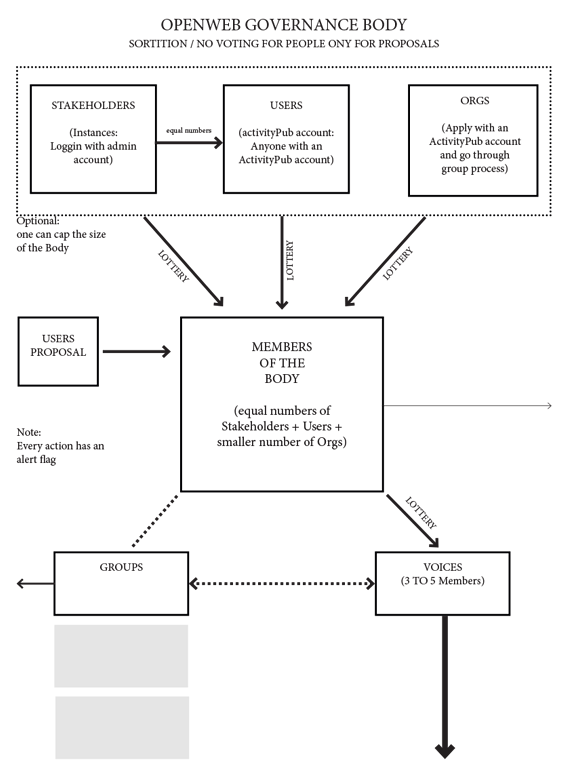 OPENWEB GOVERNANCE BODY
SORTITION / NO VOTING FOR PEOPLE ONY FOR PROPOSALS
STAKEHOLDERS
(Instances:
Loggin with admin
account)
equal numbers
USERS
(activityPub account:
Anyone with an
ActivityPub account)
ORGS
(Apply with an
ActivityPub account
and go through
group process)
Optional:
one can cap the size
of the Body
LOTTERY
LOTTERY
LOTTERY
USERS
PROPOSAL
MEMBERS
OF THE
BODY
(equal numbers of
Stakeholders + Users +
smaller number of Orgs)
Note:
Every action has an
alert flag
LOTTERY
GROUPS
VOICES
(3 TO 5 Members)